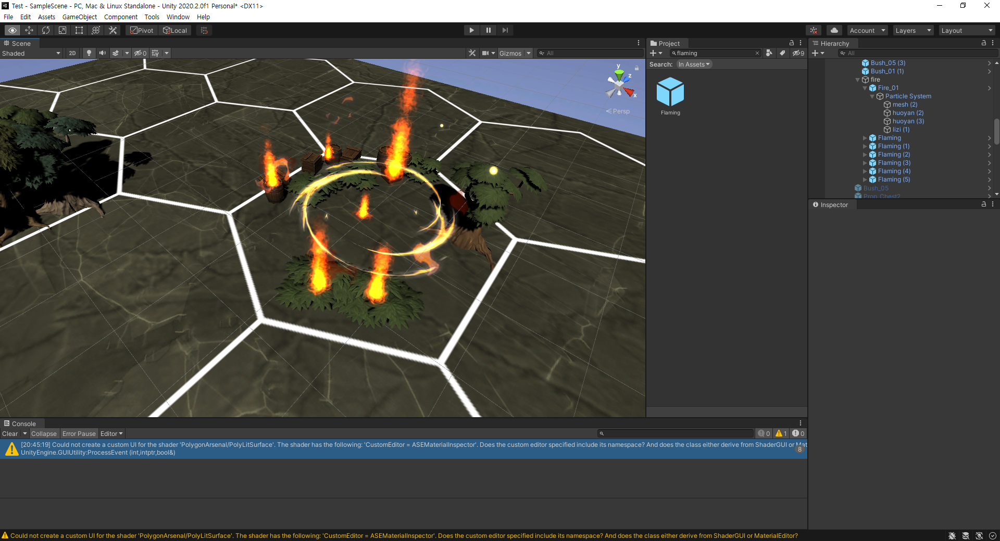 Test - SampleScene - PC, Mac & Linux Standalone - Unity 2020.2.0f1 Personal* <DX11>
File Edit Assets GameObject Component Tools Window Help
Pivot Local Account Layers Layout
Scene
Shaded 2D 0 Gizmos All
y
z
x
Persp
Project
flaming 9
Search: In Assets
Flaming
Hierarchy
All
Bush_05 (3)
Bush_01 (1)
fire
Fire_01
Particle System
mesh (2)
huoyan (2)
huoyan (3)
lizi (1)
Flaming
Flaming (1)
Flaming (2)
Flaming (3)
Flaming (4)
Flaming (5)
Bush_05
Prop_Chest2
Inspector
Console
Clear Collapse Error Pause Editor 0 1 0
[20:45:19] Could not create a custom UI for the shader 'PolygonArsenal/PolyLitSurface'. The shader has the following: 'CustomEditor = ASEMaterialInspector'. Does the custom editor specified include its namespace? And does the class either derive from ShaderGUI or Mat
UnityEngine.GUIUtility:ProcessEvent (int,intptr,bool&)
8
Could not create a custom UI for the shader 'PolygonArsenal/PolyLitSurface'. The shader has the following: 'CustomEditor = ASEMaterialInspector'. Does the custom editor specified include its namespace? And does the class either derive from ShaderGUI or MaterialEditor?